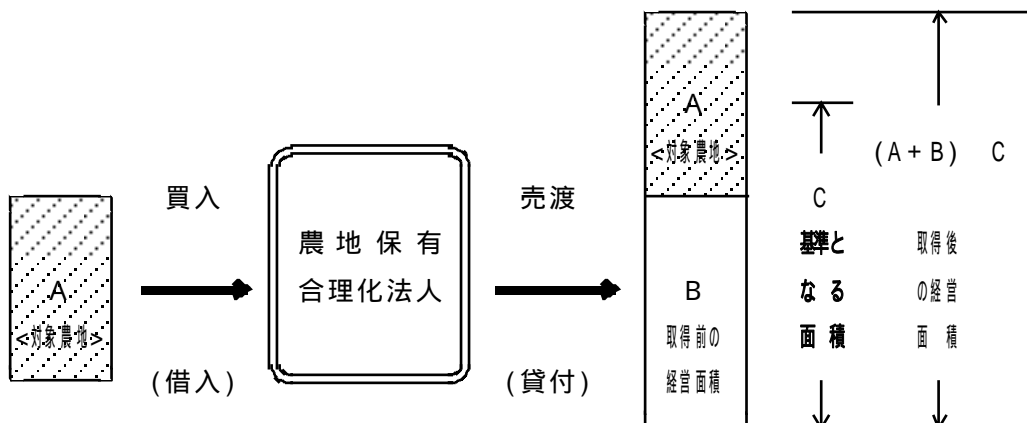 A
<対象農地>
買入
(借入)
農地保有
合理化法人
売渡
(貸付)
A
<対象農地>
B
取得前の
経営面積
C
基準と
なる
面積
(A+B) C
取得後
の経営
面積